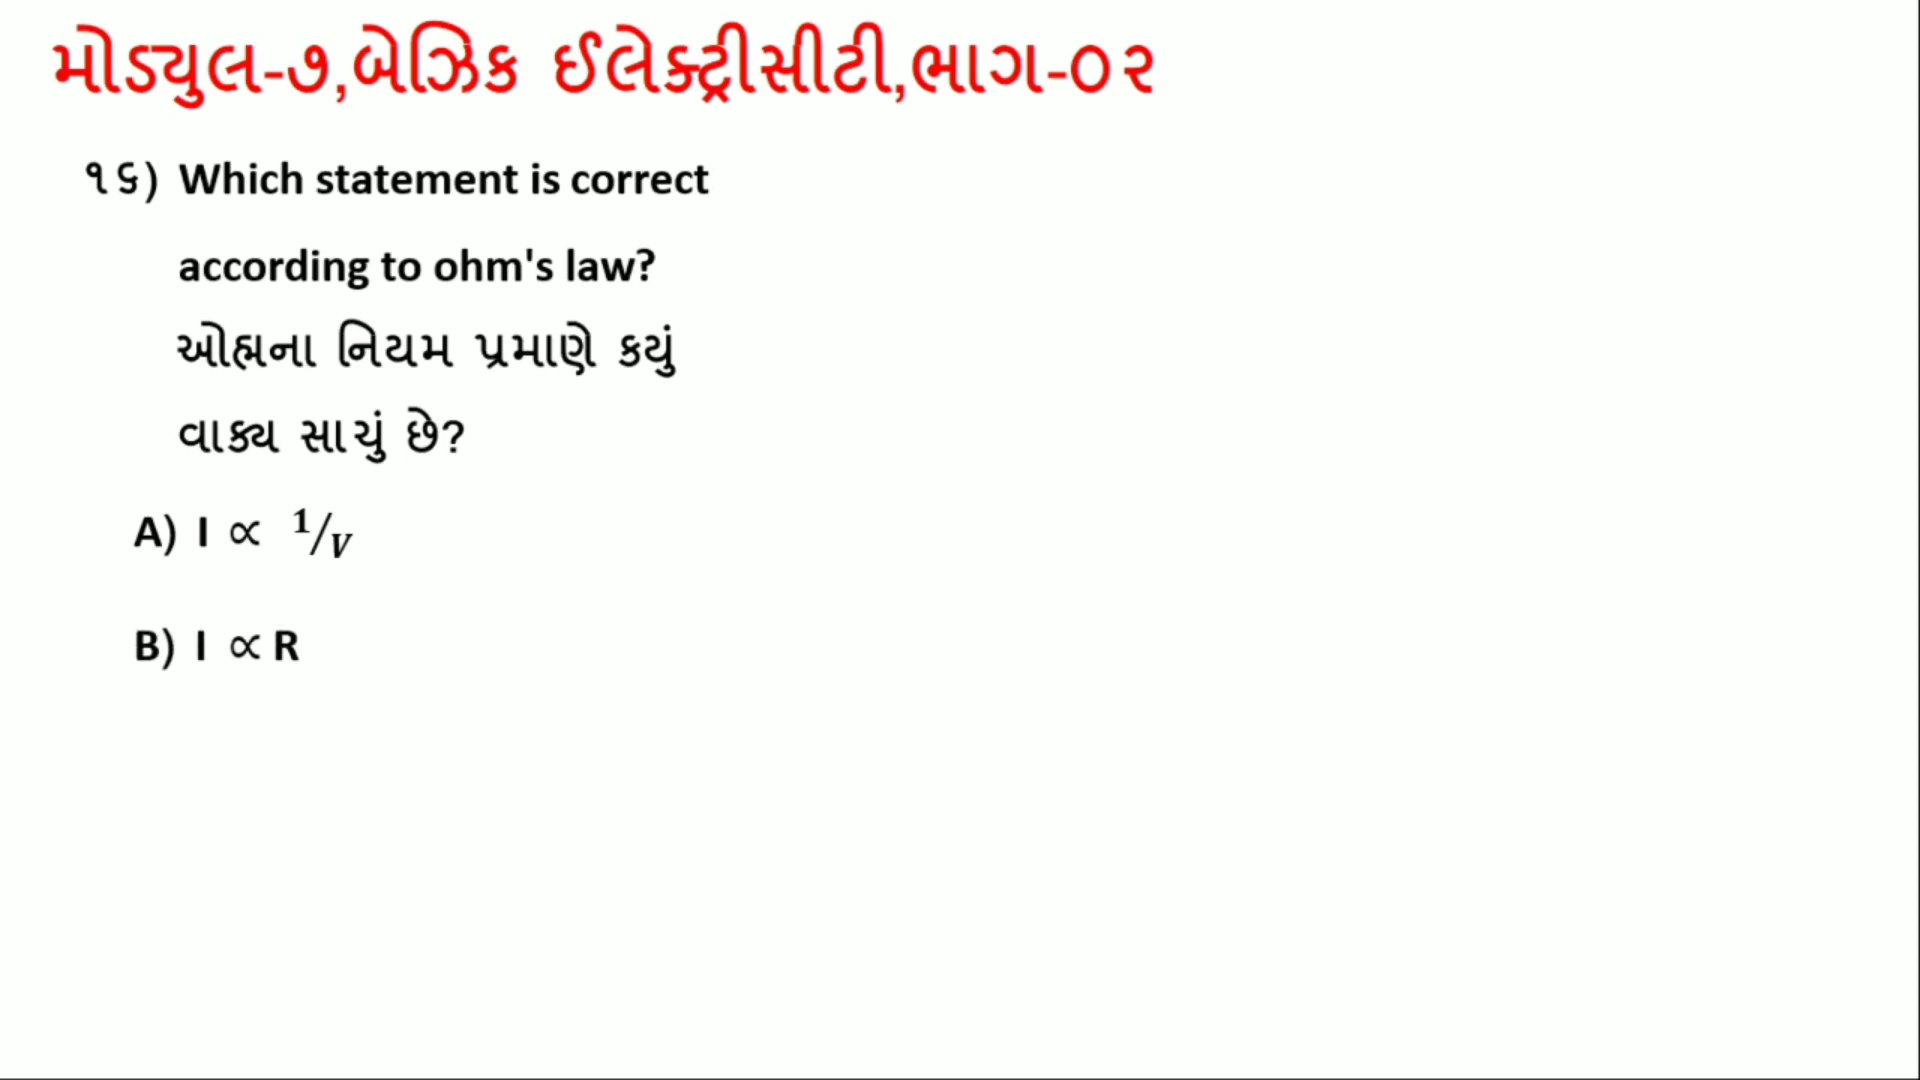 મોડ્યુલ-૭,બેઝિક ઈલેક્ટ્રીસીટી,ભાગ-૦૨
૧૬) Which statement is correct
according to ohm's law?
ઓહ્મના નિયમ પ્રમાણે કયું
વાક્ય સાચું છે?
A) I ∝ 1/V
B) I ∝ R